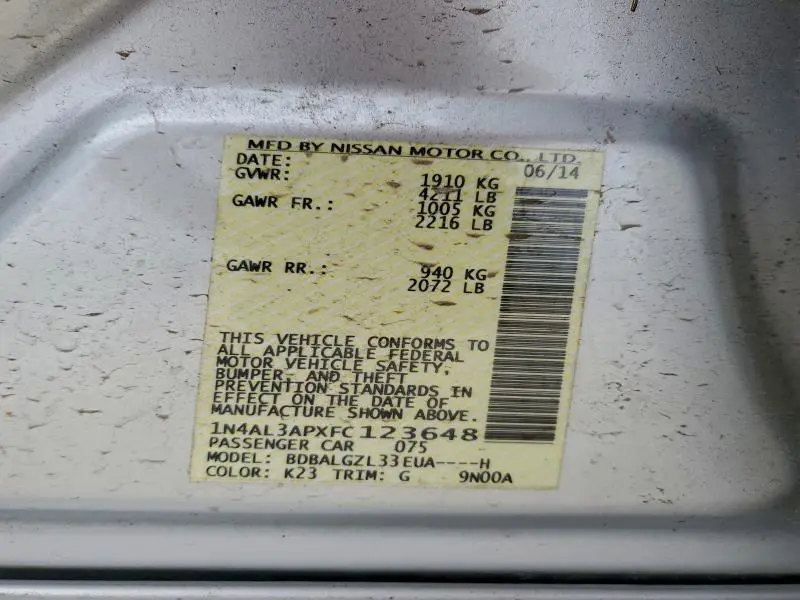 MFD BY NISSAN MOTOR CO., LTD.
DATE: 06/14
GVWR: 1910 KG
4211 LB
GAWR FR.: 1005 KG
2216 LB
GAWR RR.: 940 KG
2072 LB
THIS VEHICLE CONFORMS TO
ALL APPLICABLE FEDERAL
MOTOR VEHICLE SAFETY,
BUMPER, AND THEFT
PREVENTION STANDARDS IN
EFFECT ON THE DATE OF
MANUFACTURE SHOWN ABOVE.
1N4AL3APXFC123648
PASSENGER CAR 075
MODEL: BDBALGZL33EUA----H
COLOR: K23 TRIM: G 9N00A